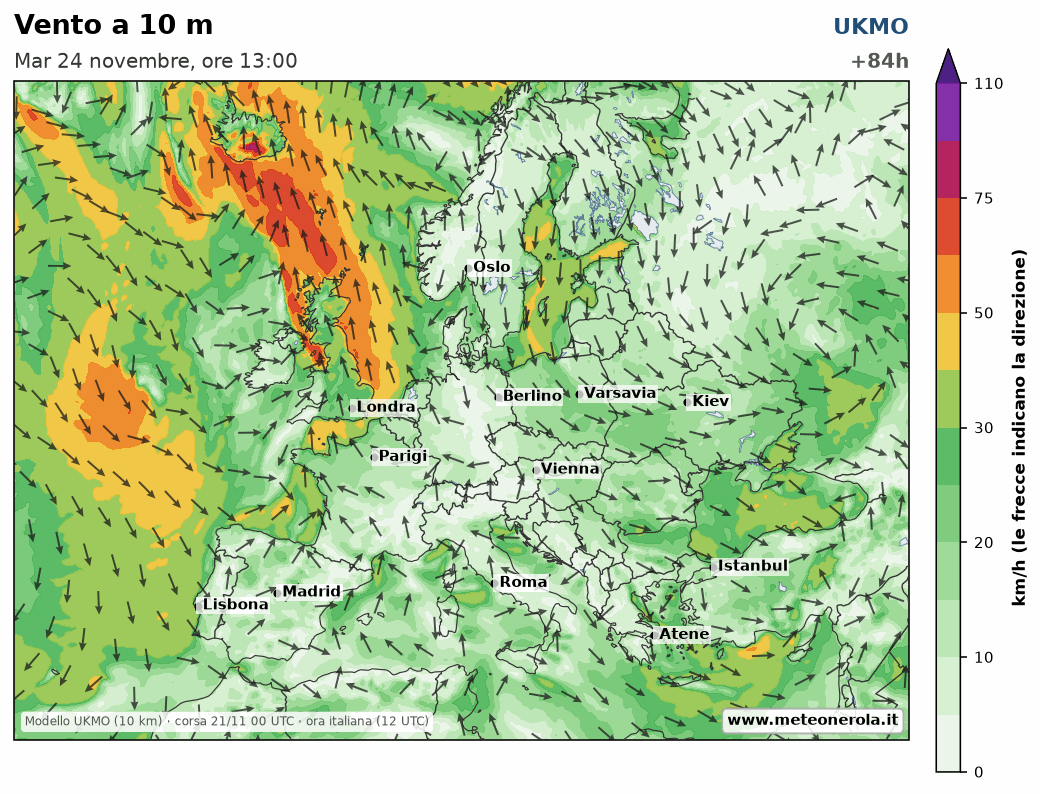 Vento a 10 m
UKMO
Mar 24 novembre, ore 13:00
+84h
110
75
50
30
20
10
0
km/h (le frecce indicano la direzione)
Oslo
Londra
Berlino
Varsavia
Kiev
Parigi
Vienna
Istanbul
Roma
Madrid
Lisbona
Atene
Modello UKMO (10 km) · corsa 21/11 00 UTC · ora italiana (12 UTC)
www.meteonerola.it